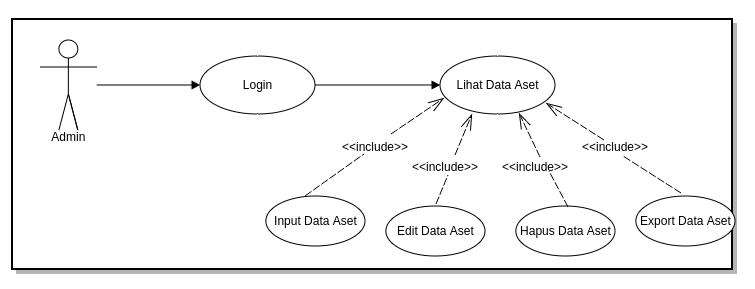 Login
Lihat Data Aset
Admin
<<include>>
<<include>>
<<include>>
<<include>>
Input Data Aset
Edit Data Aset
Hapus Data Aset
Export Data Aset